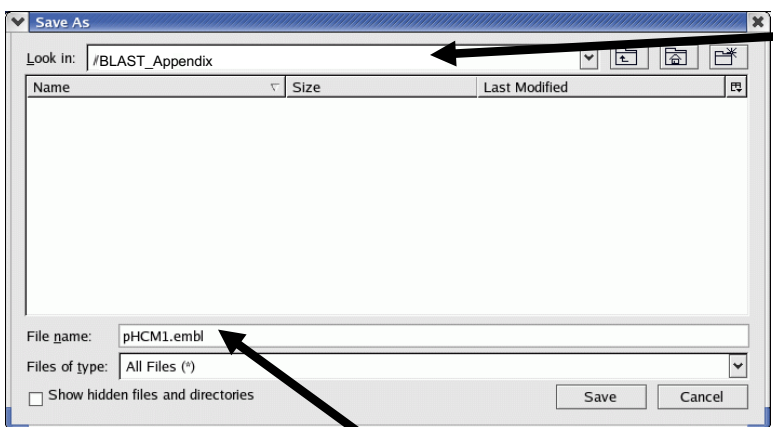 Save As
Look in: /BLAST_Appendix
Name Size Last Modified
File name: pHCM1.embl
Files of type: All Files (*)
Show hidden files and directories
Save Cancel